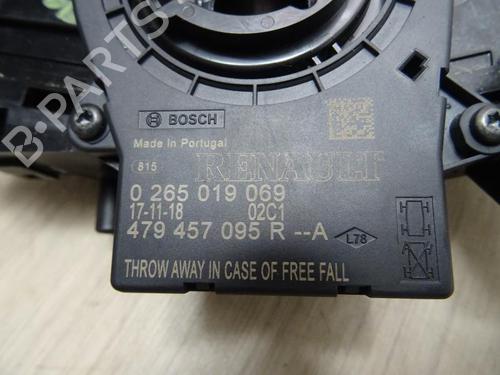 B-PARTS
BOSCH
Made in Portugal
815
RENAULT
0 265 019 069
17-11-18 02C1
479 457 095 R --A L78
THROW AWAY IN CASE OF FREE FALL